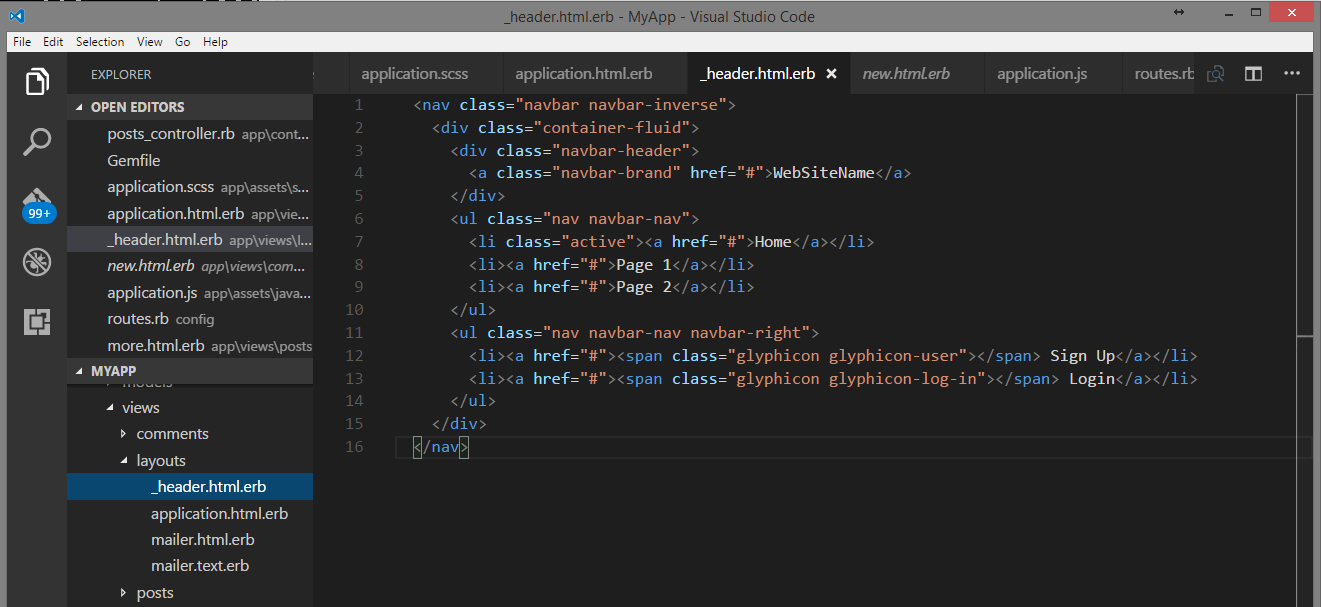 _header.html.erb - MyApp - Visual Studio Code
File Edit Selection View Go Help
EXPLORER
application.scss application.html.erb _header.html.erb new.html.erb application.js routes.rb
OPEN EDITORS
posts_controller.rb app\cont...
Gemfile
application.scss app\assets\s...
application.html.erb app\vie...
_header.html.erb app\views\l...
new.html.erb app\views\com...
application.js app\assets\java...
routes.rb config
more.html.erb app\views\posts
99+
MYAPP
models
views
comments
layouts
_header.html.erb
application.html.erb
mailer.html.erb
mailer.text.erb
posts
1 <nav class="navbar navbar-inverse">
2 <div class="container-fluid">
3 <div class="navbar-header">
4 <a class="navbar-brand" href="#">WebSiteName</a>
5 </div>
6 <ul class="nav navbar-nav">
7 <li class="active"><a href="#">Home</a></li>
8 <li><a href="#">Page 1</a></li>
9 <li><a href="#">Page 2</a></li>
10 </ul>
11 <ul class="nav navbar-nav navbar-right">
12 <li><a href="#"><span class="glyphicon glyphicon-user"></span> Sign Up</a></li>
13 <li><a href="#"><span class="glyphicon glyphicon-log-in"></span> Login</a></li>
14 </ul>
15 </div>
16 </nav>